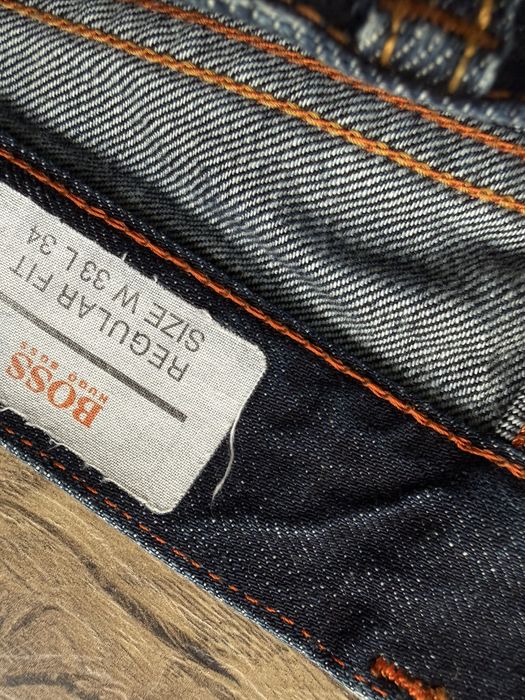 BOSS
HUGO BOSS
REGULAR FIT
SIZE W 33 L 34